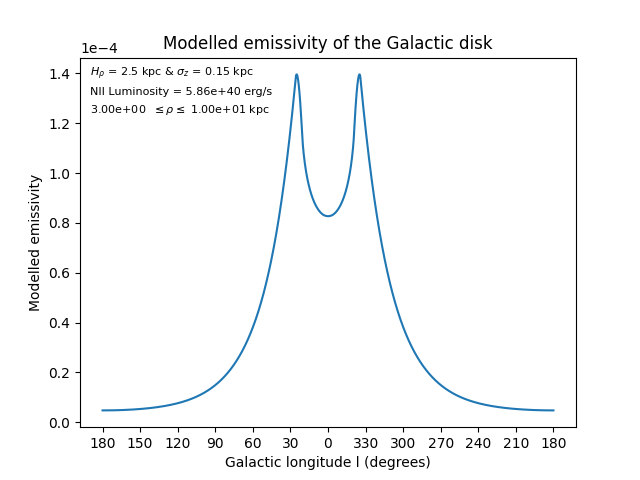 Modelled emissivity of the Galactic disk
1e−4
H_ρ = 2.5 kpc & σ_z = 0.15 kpc
NII Luminosity = 5.86e+40 erg/s
3.00e+00 ≤ ρ ≤ 1.00e+01 kpc
1.4
1.2
1.0
0.8
0.6
0.4
0.2
0.0
Modelled emissivity
180 150 120 90 60 30 0 330 300 270 240 210 180
Galactic longitude l (degrees)